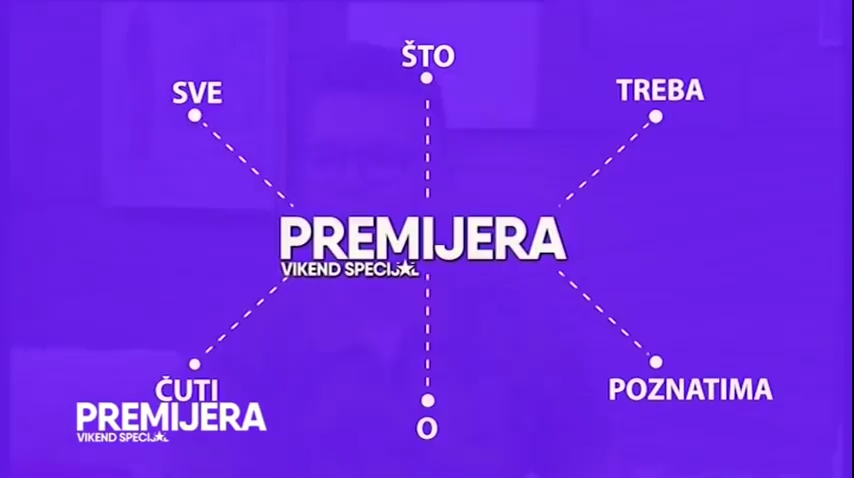 SVE
ŠTO
TREBA
PREMIJERA
VIKEND SPECIJAL
ČUTI
O
POZNATIMA
PREMIJERA
VIKEND SPECIJAL